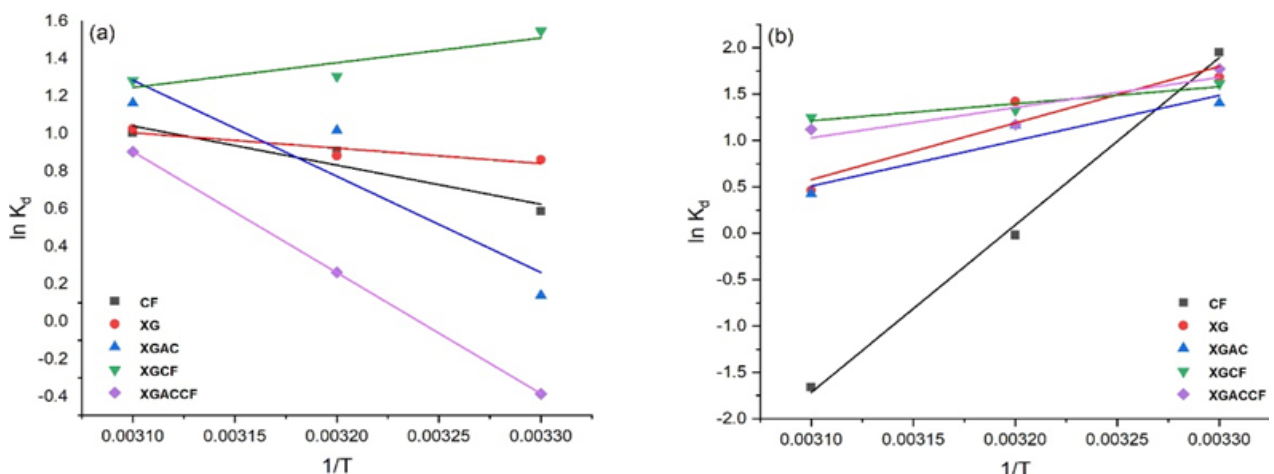 (a)
1.6
1.4
1.2
1.0
0.8
0.6
0.4
0.2
0.0
-0.2
-0.4
ln Kd
CF
XG
XGAC
XGCF
XGACCF
0.00310
0.00315
0.00320
0.00325
0.00330
1/T
(b)
2.0
1.5
1.0
0.5
0.0
-0.5
-1.0
-1.5
-2.0
ln Kd
CF
XG
XGAC
XGCF
XGACCF
0.00310
0.00315
0.00320
0.00325
0.00330
1/T